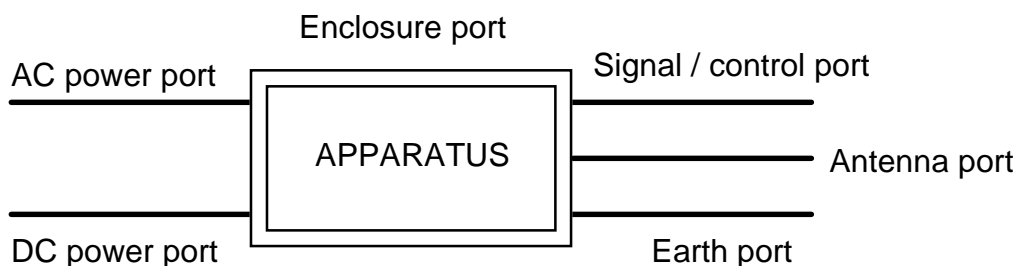 Enclosure port
AC power port
Signal / control port
APPARATUS
Antenna port
DC power port
Earth port